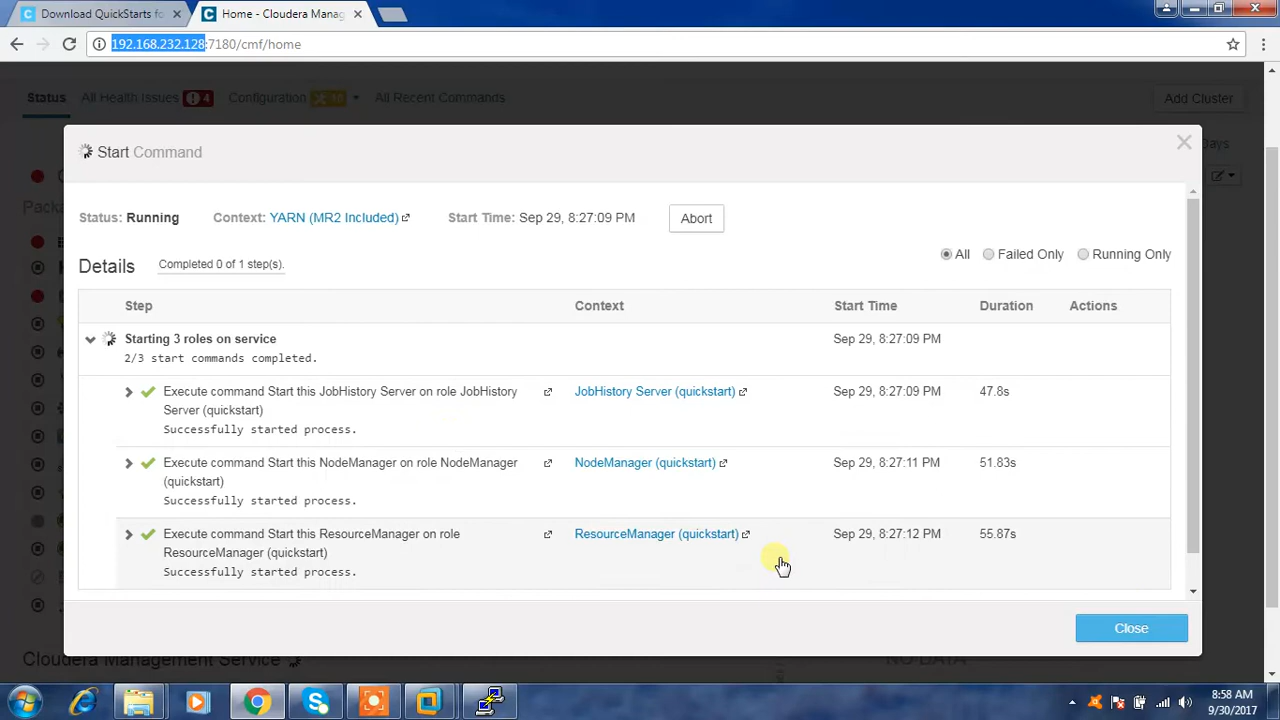 Download QuickStarts fo
Home - Cloudera Manag
192.168.232.128:7180/cmf/home
Status
All Health Issues
4
Configuration
All Recent Commands
Add Cluster
Start Command
Days
Status: Running
Context: YARN (MR2 Included)
Start Time: Sep 29, 8:27:09 PM
Abort
Details
Completed 0 of 1 step(s).
All
Failed Only
Running Only
Step
Context
Start Time
Duration
Actions
Starting 3 roles on service
Sep 29, 8:27:09 PM
2/3 start commands completed.
Execute command Start this JobHistory Server on role JobHistory
Server (quickstart)
Successfully started process.
JobHistory Server (quickstart)
Sep 29, 8:27:09 PM
47.8s
Execute command Start this NodeManager on role NodeManager
(quickstart)
Successfully started process.
NodeManager (quickstart)
Sep 29, 8:27:11 PM
51.83s
Execute command Start this ResourceManager on role
ResourceManager (quickstart)
Successfully started process.
ResourceManager (quickstart)
Sep 29, 8:27:12 PM
55.87s
Close
Cloudera Management Service
NO DATA
8:58 AM
9/30/2017